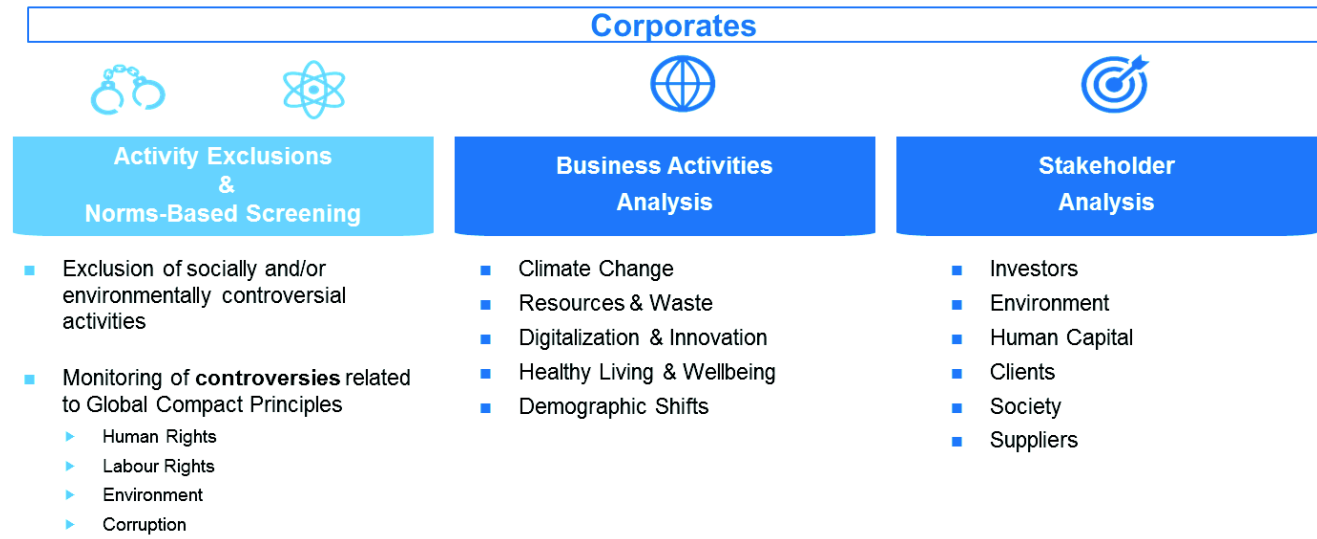 Corporates
Activity Exclusions
&
Norms-Based Screening
Exclusion of socially and/or
environmentally controversial
activities
Monitoring of controversies related
to Global Compact Principles
Human Rights
Labour Rights
Environment
Corruption
Business Activities
Analysis
Climate Change
Resources & Waste
Digitalization & Innovation
Healthy Living & Wellbeing
Demographic Shifts
Stakeholder
Analysis
Investors
Environment
Human Capital
Clients
Society
Suppliers